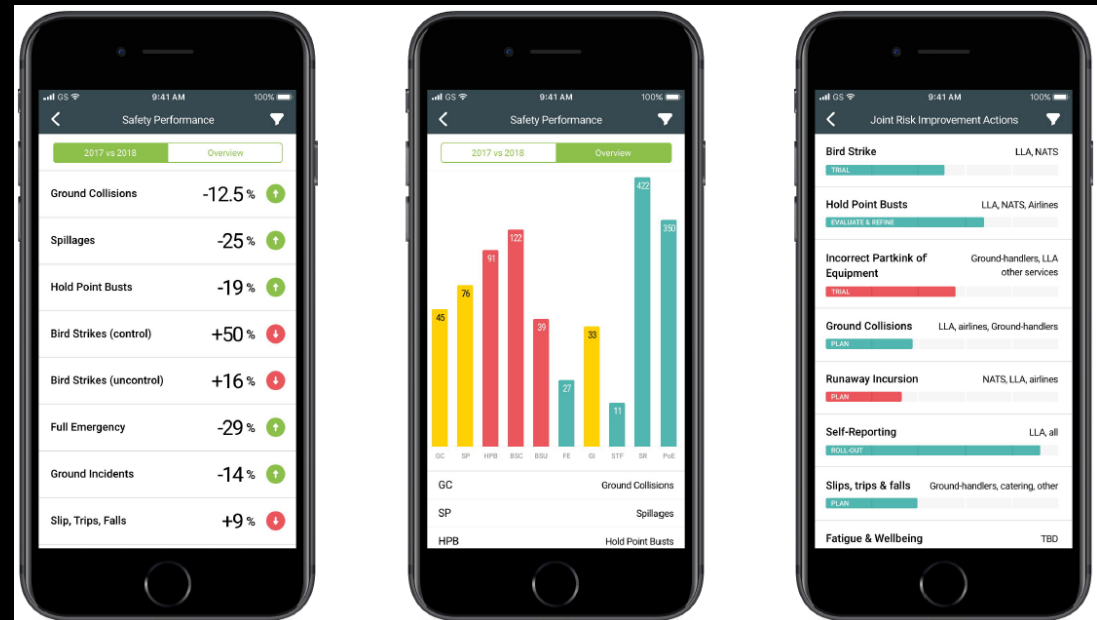 GS 9:41 AM 100%
Safety Performance
2017 vs 2018 Overview
Ground Collisions -12.5 %
Spillages -25 %
Hold Point Busts -19 %
Bird Strikes (control) +50 %
Bird Strikes (uncontrol) +16 %
Full Emergency -29 %
Ground Incidents -14 %
Slip, Trips, Falls +9 %
GS 9:41 AM 100%
Safety Performance
2017 vs 2018 Overview
45 76 91 122 39 27 33 11 422 350
GC SP HPB BSC BSU FE GI STF SR PoE
GC Ground Collisions
SP Spillages
HPB Hold Point Busts
GS 9:41 AM 100%
Joint Risk Improvement Actions
Bird Strike LLA, NATS
TRIAL
Hold Point Busts LLA, NATS, Airlines
EVALUATE & REFINE
Incorrect Partkink of Ground-handlers, LLA
Equipment other services
TRIAL
Ground Collisions LLA, airlines, Ground-handlers
PLAN
Runaway Incursion NATS, LLA, airlines
PLAN
Self-Reporting LLA, all
ROLL-OUT
Slips, trips & falls Ground-handlers, catering, other
PLAN
Fatigue & Wellbeing TBD